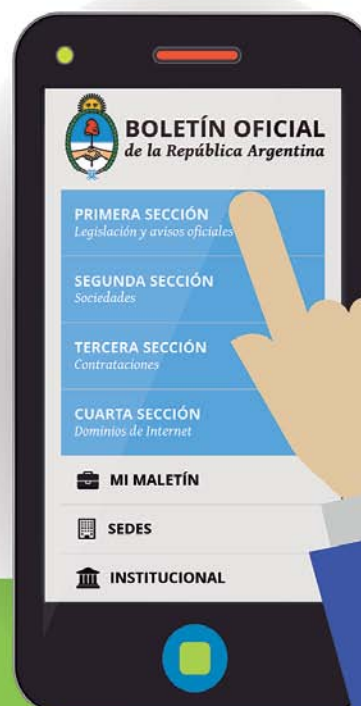 BOLETÍN OFICIAL
de la República Argentina
PRIMERA SECCIÓN
Legislación y avisos oficiales
SEGUNDA SECCIÓN
Sociedades
TERCERA SECCIÓN
Contrataciones
CUARTA SECCIÓN
Dominios de Internet
MI MALETÍN
SEDES
INSTITUCIONAL